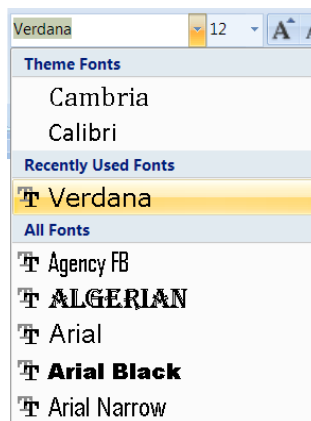 Verdana 12 A A
Theme Fonts
Cambria
Calibri
Recently Used Fonts
Verdana
All Fonts
Agency FB
ALGERIAN
Arial
Arial Black
Arial Narrow